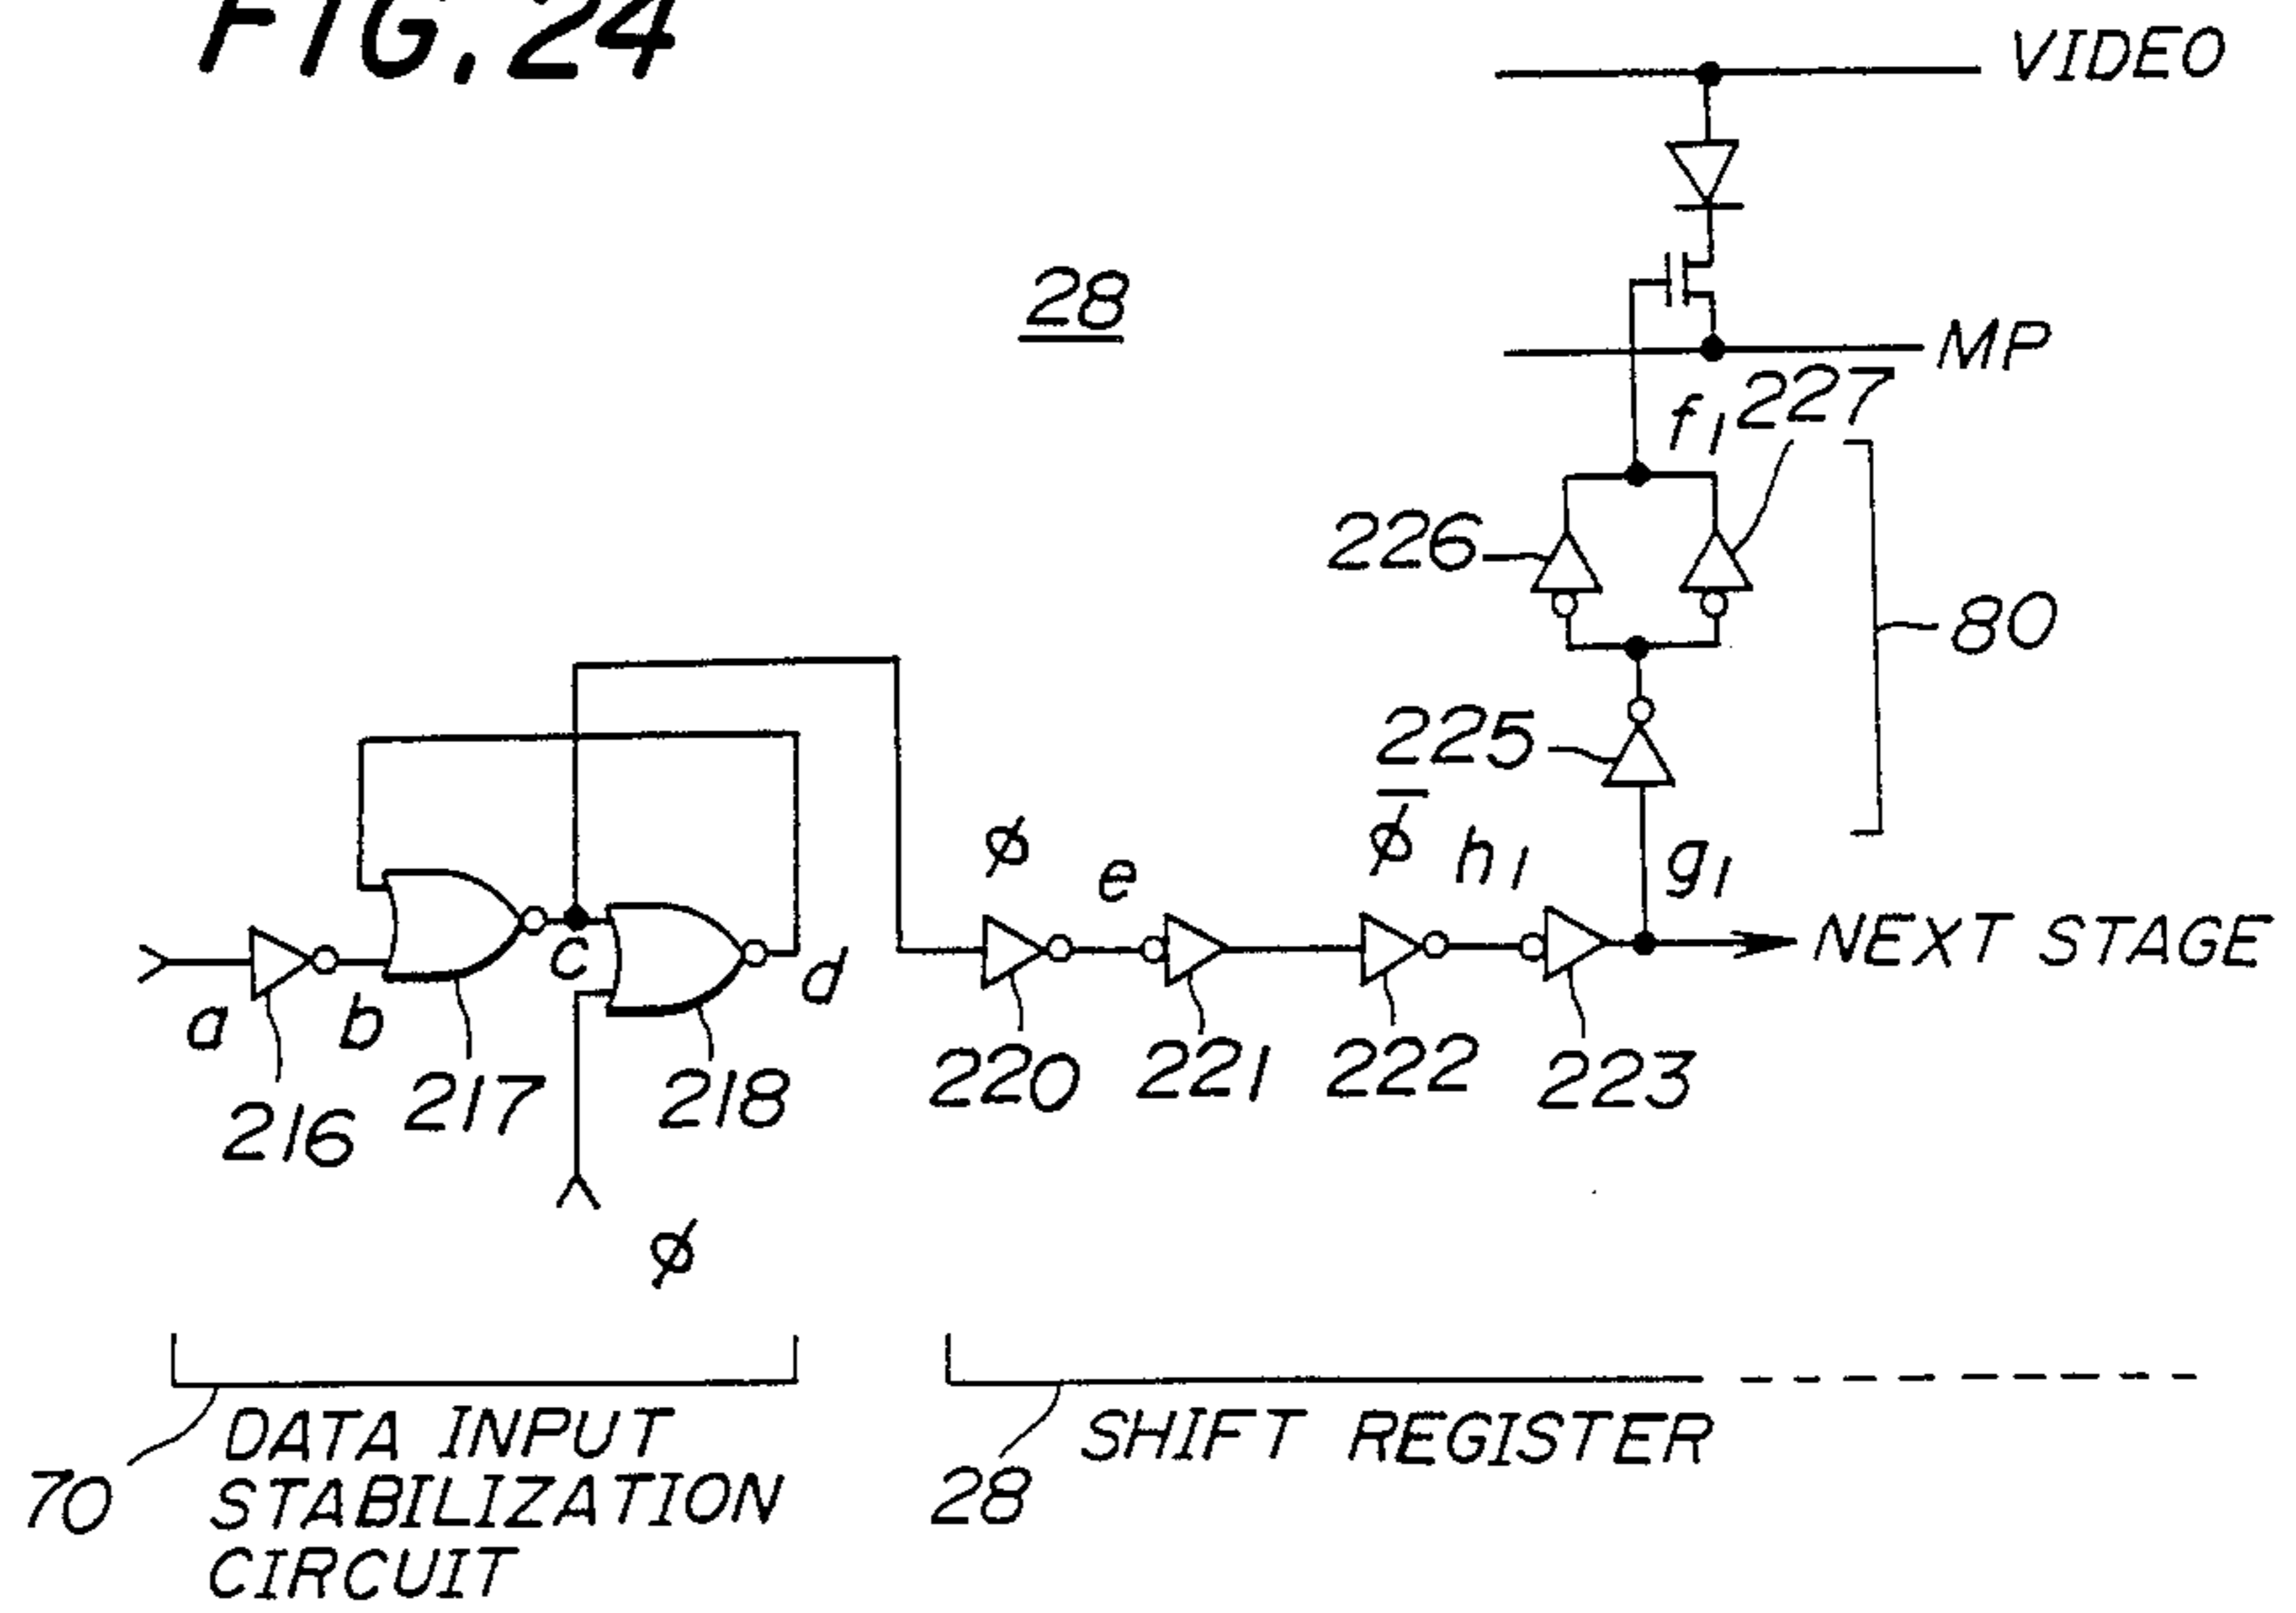 FIG. 24
VIDEO
28
MP
f1 227
226
80
225
φ e φ̅ h1 g1
NEXT STAGE
a b c d
220 221 222 223
216 217 218
φ
70 DATA INPUT
STABILIZATION
CIRCUIT
28 SHIFT REGISTER